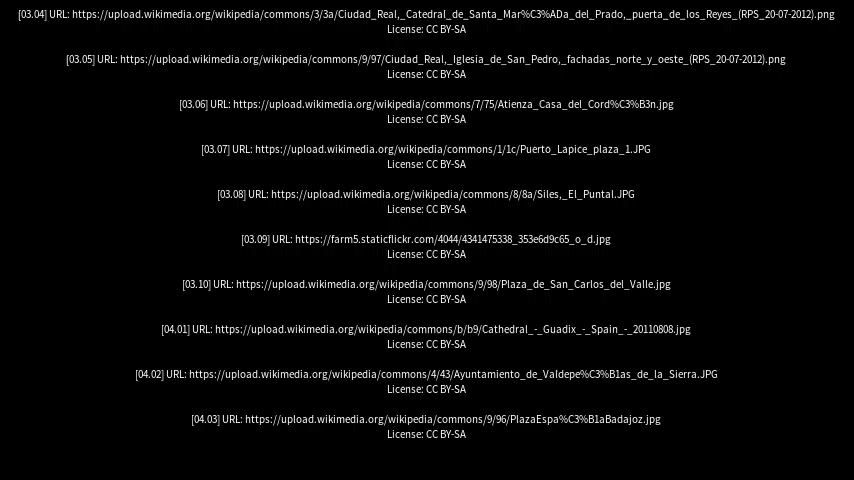 [03.04] URL: https://upload.wikimedia.org/wikipedia/commons/3/3a/Ciudad_Real,_Catedral_de_Santa_Mar%C3%ADa_del_Prado,_puerta_de_los_Reyes_(RPS_20-07-2012).png
License: CC BY-SA
[03.05] URL: https://upload.wikimedia.org/wikipedia/commons/9/97/Ciudad_Real,_Iglesia_de_San_Pedro,_fachadas_norte_y_oeste_(RPS_20-07-2012).png
License: CC BY-SA
[03.06] URL: https://upload.wikimedia.org/wikipedia/commons/7/75/Atienza_Casa_del_Cord%C3%B3n.jpg
License: CC BY-SA
[03.07] URL: https://upload.wikimedia.org/wikipedia/commons/1/1c/Puerto_Lapice_plaza_1.JPG
License: CC BY-SA
[03.08] URL: https://upload.wikimedia.org/wikipedia/commons/8/8a/Siles,_El_Puntal.JPG
License: CC BY-SA
[03.09] URL: https://farm5.staticflickr.com/4044/4341475338_353e6d9c65_o_d.jpg
License: CC BY-SA
[03.10] URL: https://upload.wikimedia.org/wikipedia/commons/9/98/Plaza_de_San_Carlos_del_Valle.jpg
License: CC BY-SA
[04.01] URL: https://upload.wikimedia.org/wikipedia/commons/b/b9/Cathedral_-_Guadix_-_Spain_-_20110808.jpg
License: CC BY-SA
[04.02] URL: https://upload.wikimedia.org/wikipedia/commons/4/43/Ayuntamiento_de_Valdepe%C3%B1as_de_la_Sierra.JPG
License: CC BY-SA
[04.03] URL: https://upload.wikimedia.org/wikipedia/commons/9/96/PlazaEspa%C3%B1aBadajoz.jpg
License: CC BY-SA